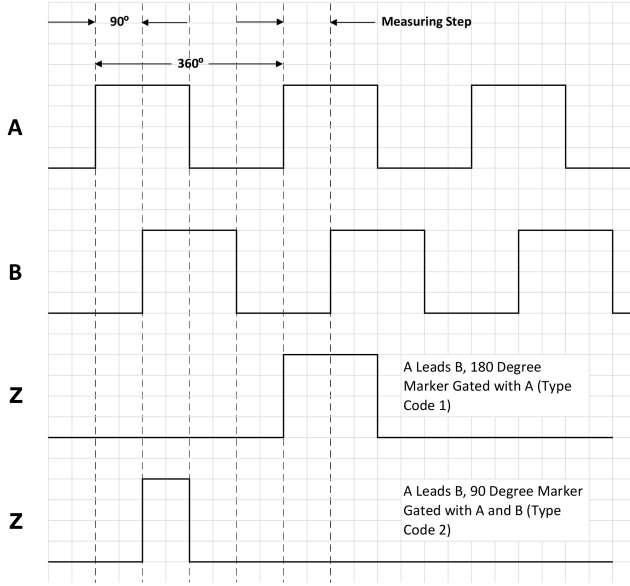 90º
Measuring Step
360º
A
B
A Leads B, 180 Degree
Marker Gated with A (Type
Code 1)
Z
A Leads B, 90 Degree Marker
Gated with A and B (Type
Code 2)
Z